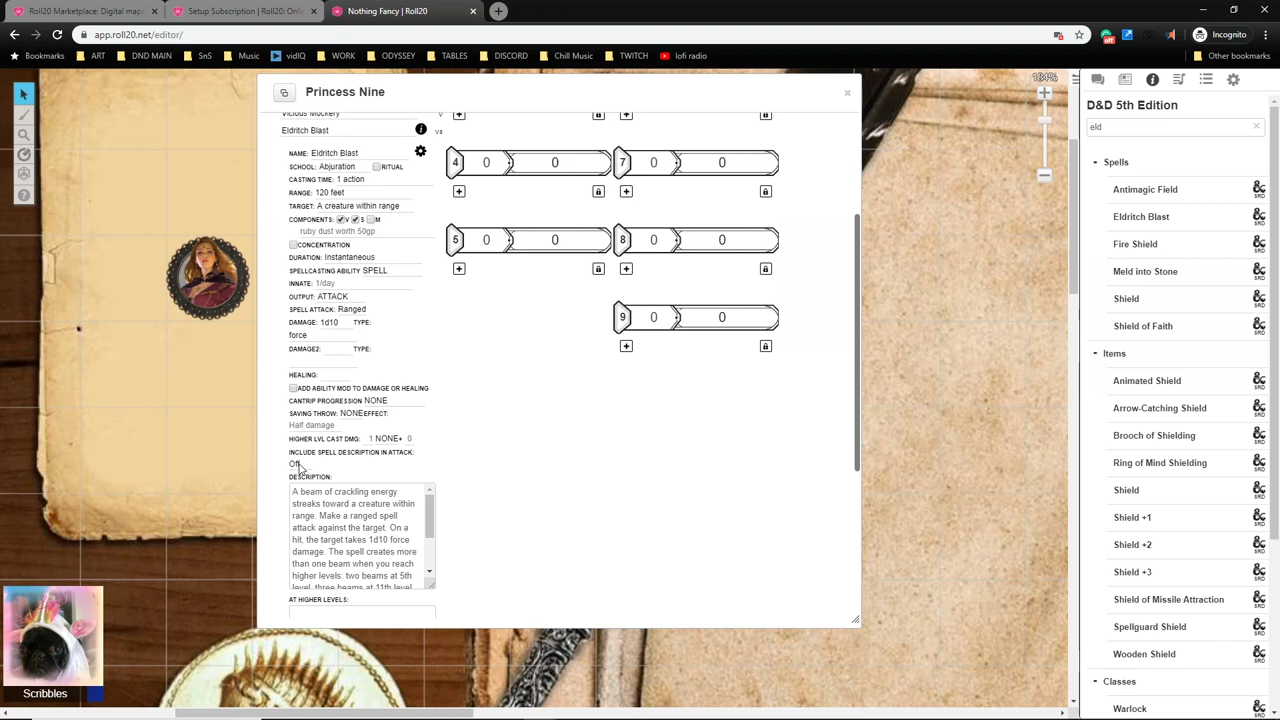 Roll20 Marketplace: Digital map
Setup Subscription | Roll20: Onlin
Nothing Fancy | Roll20
app.roll20.net/editor/
Incognito
Bookmarks
ART
DND MAIN
SnS
Music
vidIQ
WORK
ODYSSEY
TABLES
DISCORD
Chill Music
TWITCH
lofi radio
Other bookmarks
184%
Princess Nine
Vicious Mockery
V
Eldritch Blast
VS
NAME: Eldritch Blast
SCHOOL: Abjuration RITUAL
CASTING TIME: 1 action
RANGE: 120 feet
TARGET: A creature within range
COMPONENTS: V S M
ruby dust worth 50gp
CONCENTRATION
DURATION: Instantaneous
SPELLCASTING ABILITY SPELL
INNATE: 1/day
OUTPUT: ATTACK
SPELL ATTACK: Ranged
DAMAGE: 1d10 TYPE:
force
DAMAGE2: TYPE:
HEALING:
ADD ABILITY MOD TO DAMAGE OR HEALING
CANTRIP PROGRESSION NONE
SAVING THROW: NONE EFFECT:
Half damage
HIGHER LVL CAST DMG: 1 NONE+ 0
INCLUDE SPELL DESCRIPTION IN ATTACK:
Off
DESCRIPTION:
A beam of crackling energy
streaks toward a creature within
range. Make a ranged spell
attack against the target. On a
hit, the target takes 1d10 force
damage. The spell creates more
than one beam when you reach
higher levels: two beams at 5th
level, three beams at 11th level
AT HIGHER LEVELS:
4 0 0
7 0 0
5 0 0
8 0 0
9 0 0
D&D 5th Edition
eld
Spells
Antimagic Field
Eldritch Blast
Fire Shield
Meld into Stone
Shield
Shield of Faith
Items
Animated Shield
Arrow-Catching Shield
Brooch of Shielding
Ring of Mind Shielding
Shield
Shield +1
Shield +2
Shield +3
Shield of Missile Attraction
Spellguard Shield
Wooden Shield
Classes
Warlock
Scribbles